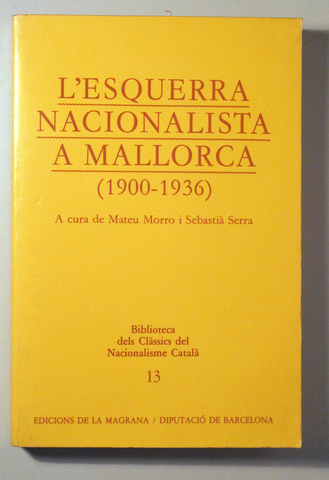 L'ESQUERRA
NACIONALISTA
A MALLORCA
(1900-1936)
A cura de Mateu Morro i Sebastià Serra
Biblioteca
dels Clàssics del
Nacionalisme Català
13
EDICIONS DE LA MAGRANA / DIPUTACIÓ DE BARCELONA